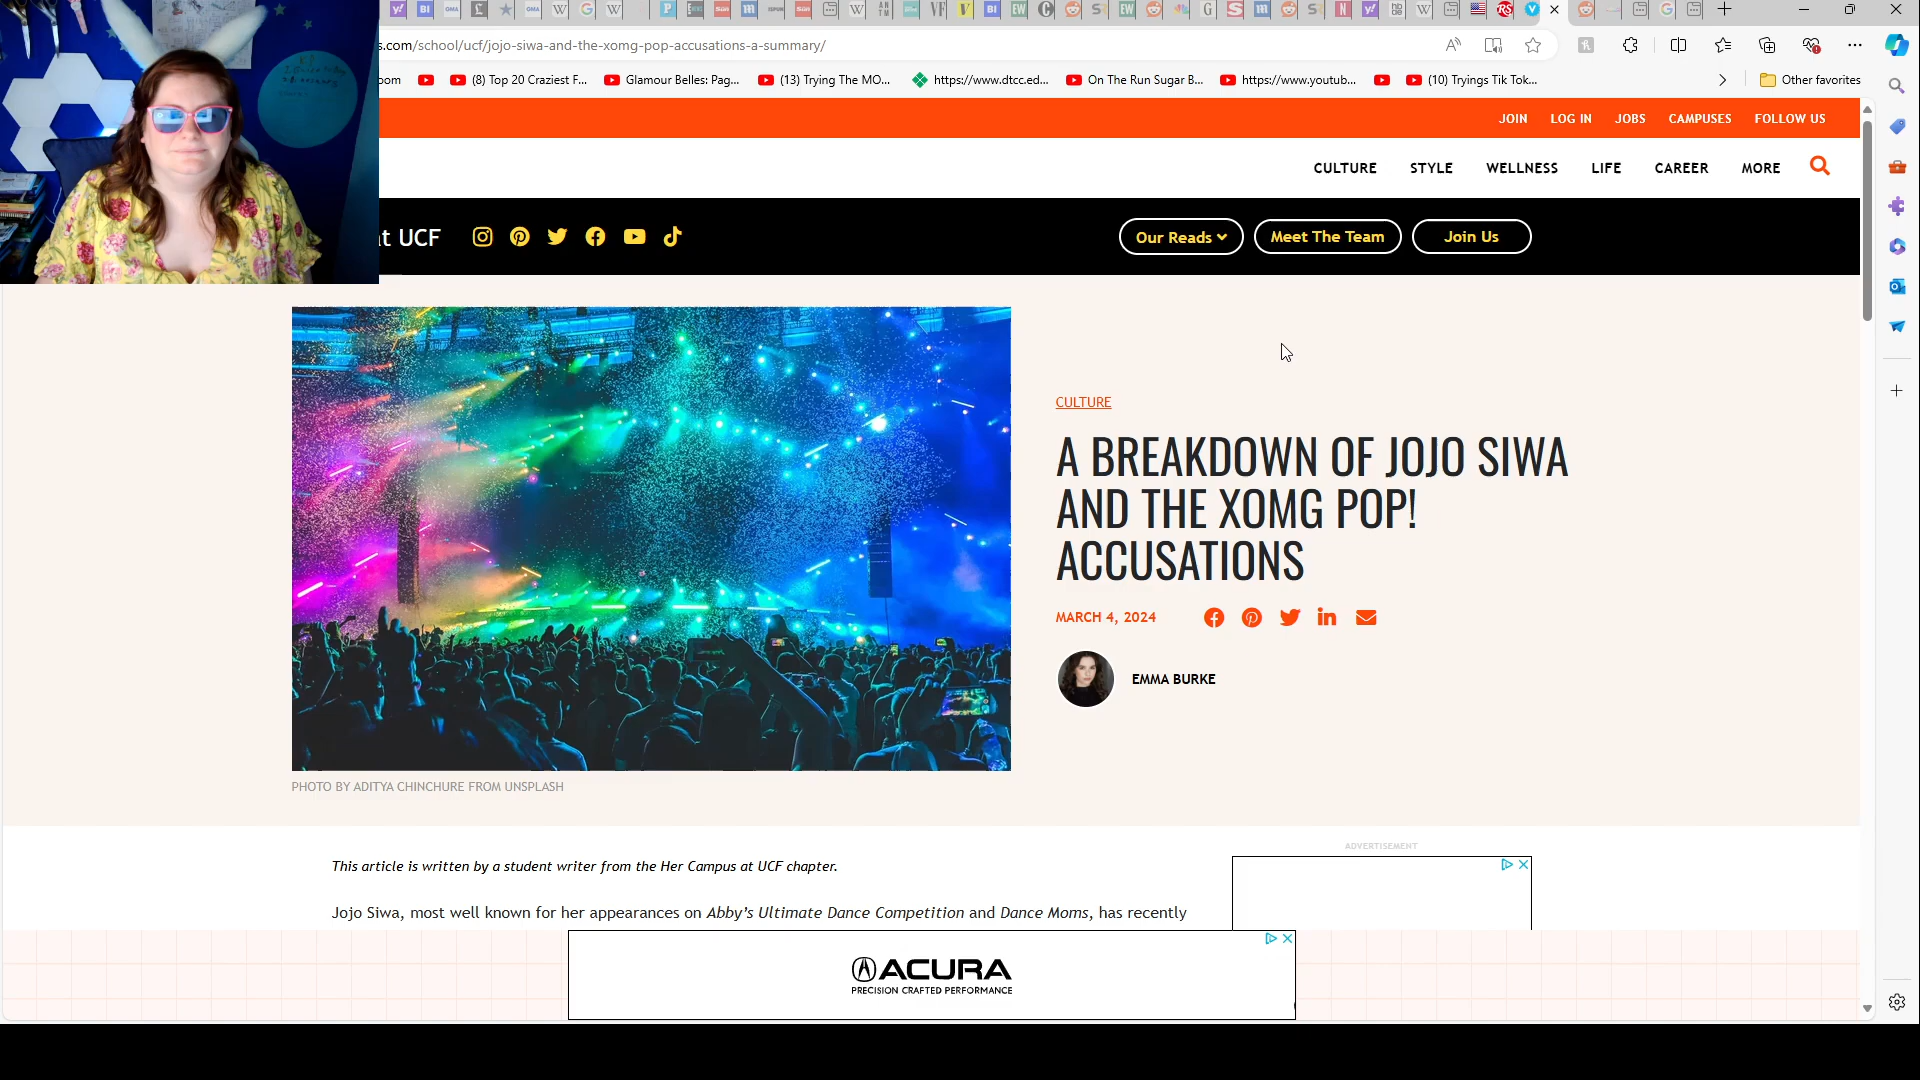 s.com/school/ucf/jojo-siwa-and-the-xomg-pop-accusations-a-summary/
om
(8) Top 20 Craziest F...
Glamour Belles: Pag...
(13) Trying The MO...
https://www.dtcc.ed...
On The Run Sugar B...
https://www.youtub...
(10) Tryings Tik Tok...
Other favorites
JOIN LOG IN JOBS CAMPUSES FOLLOW US
CULTURE STYLE WELLNESS LIFE CAREER MORE
at UCF
Our Reads
Meet The Team
Join Us
CULTURE
A BREAKDOWN OF JOJO SIWA
AND THE XOMG POP!
ACCUSATIONS
MARCH 4, 2024
EMMA BURKE
PHOTO BY ADITYA CHINCHURE FROM UNSPLASH
ADVERTISEMENT
This article is written by a student writer from the Her Campus at UCF chapter.
Jojo Siwa, most well known for her appearances on Abby's Ultimate Dance Competition and Dance Moms, has recently
ACURA
PRECISION CRAFTED PERFORMANCE